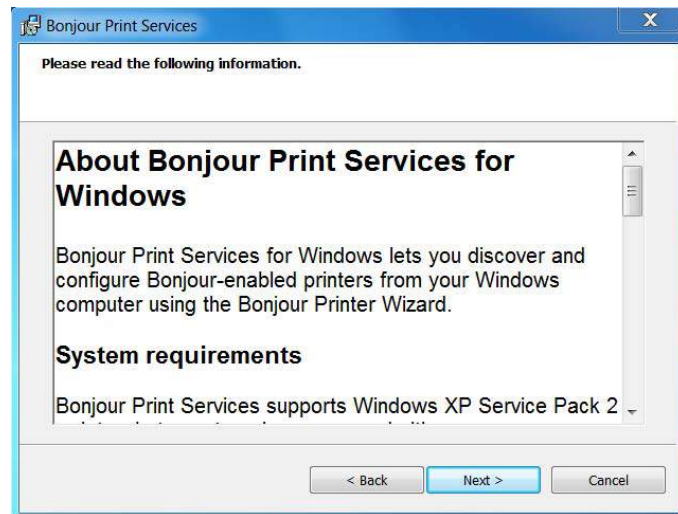 Bonjour Print Services
X
Please read the following information.
About Bonjour Print Services for
Windows
Bonjour Print Services for Windows lets you discover and
configure Bonjour-enabled printers from your Windows
computer using the Bonjour Printer Wizard.
System requirements
Bonjour Print Services supports Windows XP Service Pack 2
< Back Next > Cancel